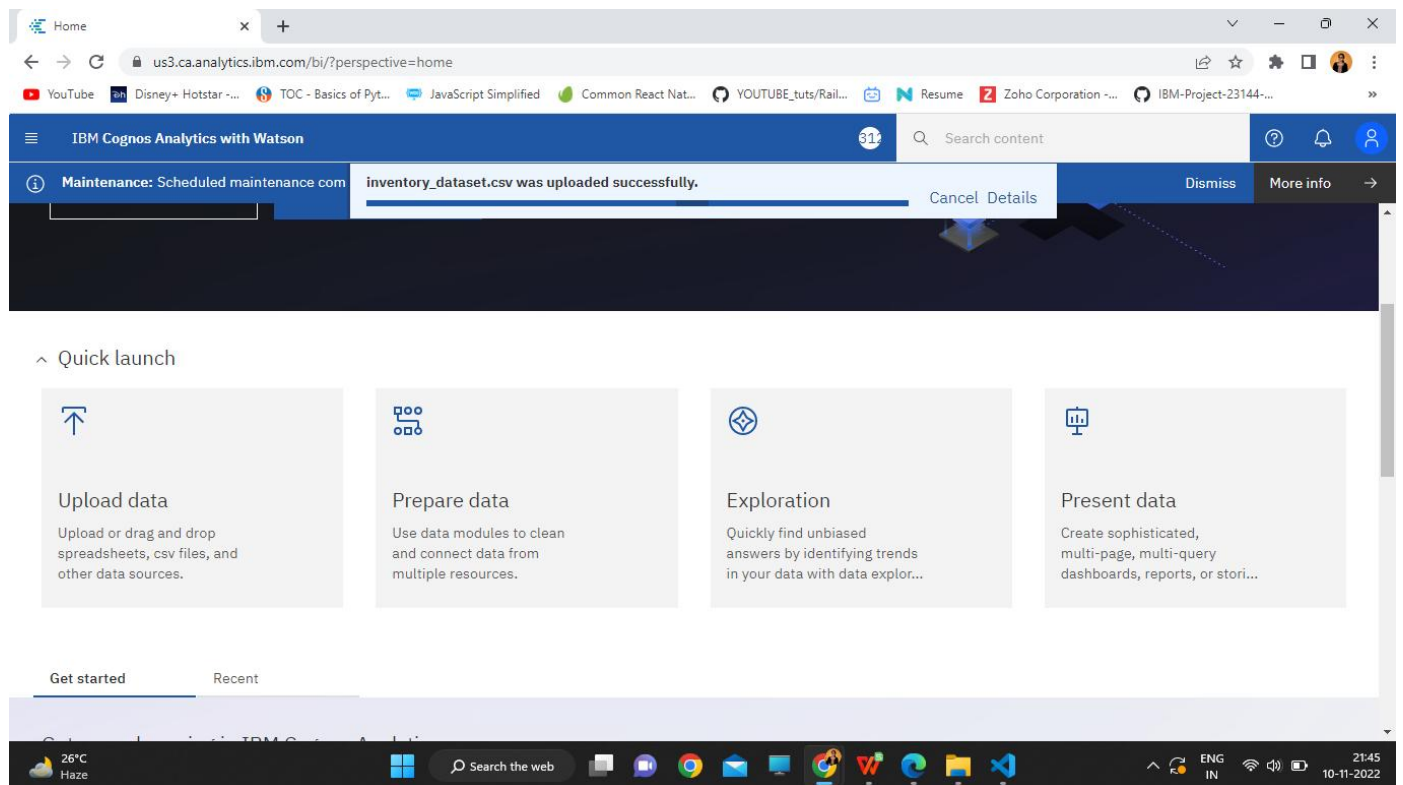 Home
us3.ca.analytics.ibm.com/bi/?perspective=home
YouTube Disney+ Hotstar -... TOC - Basics of Pyt... JavaScript Simplified Common React Nat... YOUTUBE_tuts/Rail... Resume Zoho Corporation -... IBM-Project-23144-...
IBM Cognos Analytics with Watson 312 Search content
Maintenance: Scheduled maintenance com Dismiss More info
inventory_dataset.csv was uploaded successfully.
Cancel Details
Quick launch
Upload data
Upload or drag and drop
spreadsheets, csv files, and
other data sources.
Prepare data
Use data modules to clean
and connect data from
multiple resources.
Exploration
Quickly find unbiased
answers by identifying trends
in your data with data explor...
Present data
Create sophisticated,
multi-page, multi-query
dashboards, reports, or stori...
Get started Recent
26°C
Haze
Search the web
ENG
IN
21:45
10-11-2022